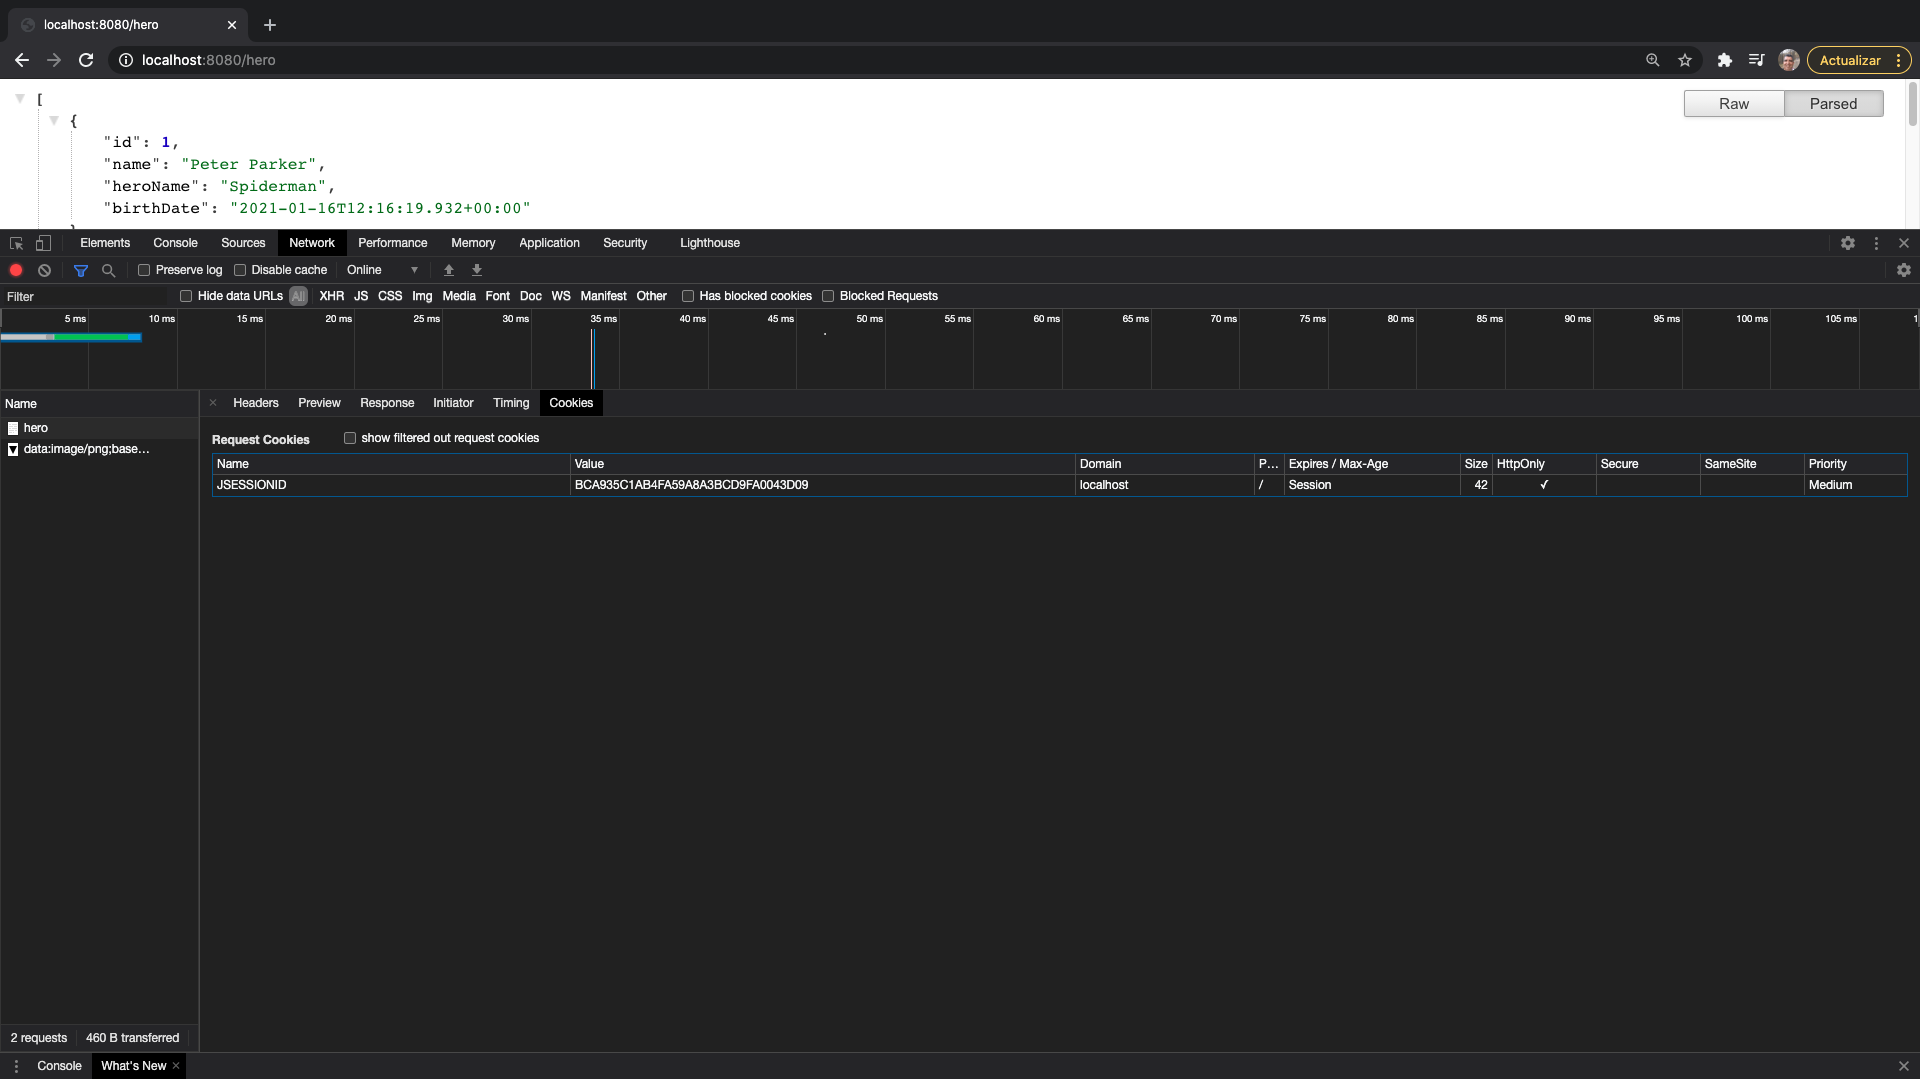 localhost:8080/hero
localhost:8080/hero
Actualizar
Raw
Parsed
[
{
"id": 1,
"name": "Peter Parker",
"heroName": "Spiderman",
"birthDate": "2021-01-16T12:16:19.932+00:00"
Elements Console Sources Network Performance Memory Application Security Lighthouse
Preserve log Disable cache Online
Filter Hide data URLs All XHR JS CSS Img Media Font Doc WS Manifest Other Has blocked cookies Blocked Requests
5 ms 10 ms 15 ms 20 ms 25 ms 30 ms 35 ms 40 ms 45 ms 50 ms 55 ms 60 ms 65 ms 70 ms 75 ms 80 ms 85 ms 90 ms 95 ms 100 ms 105 ms 1
Name
hero
data:image/png;base…
Headers Preview Response Initiator Timing Cookies
Request Cookies show filtered out request cookies
Name Value Domain P… Expires / Max-Age Size HttpOnly Secure SameSite Priority
JSESSIONID BCA935C1AB4FA59A8A3BCD9FA0043D09 localhost / Session 42 ✓ Medium
2 requests 460 B transferred
Console What's New